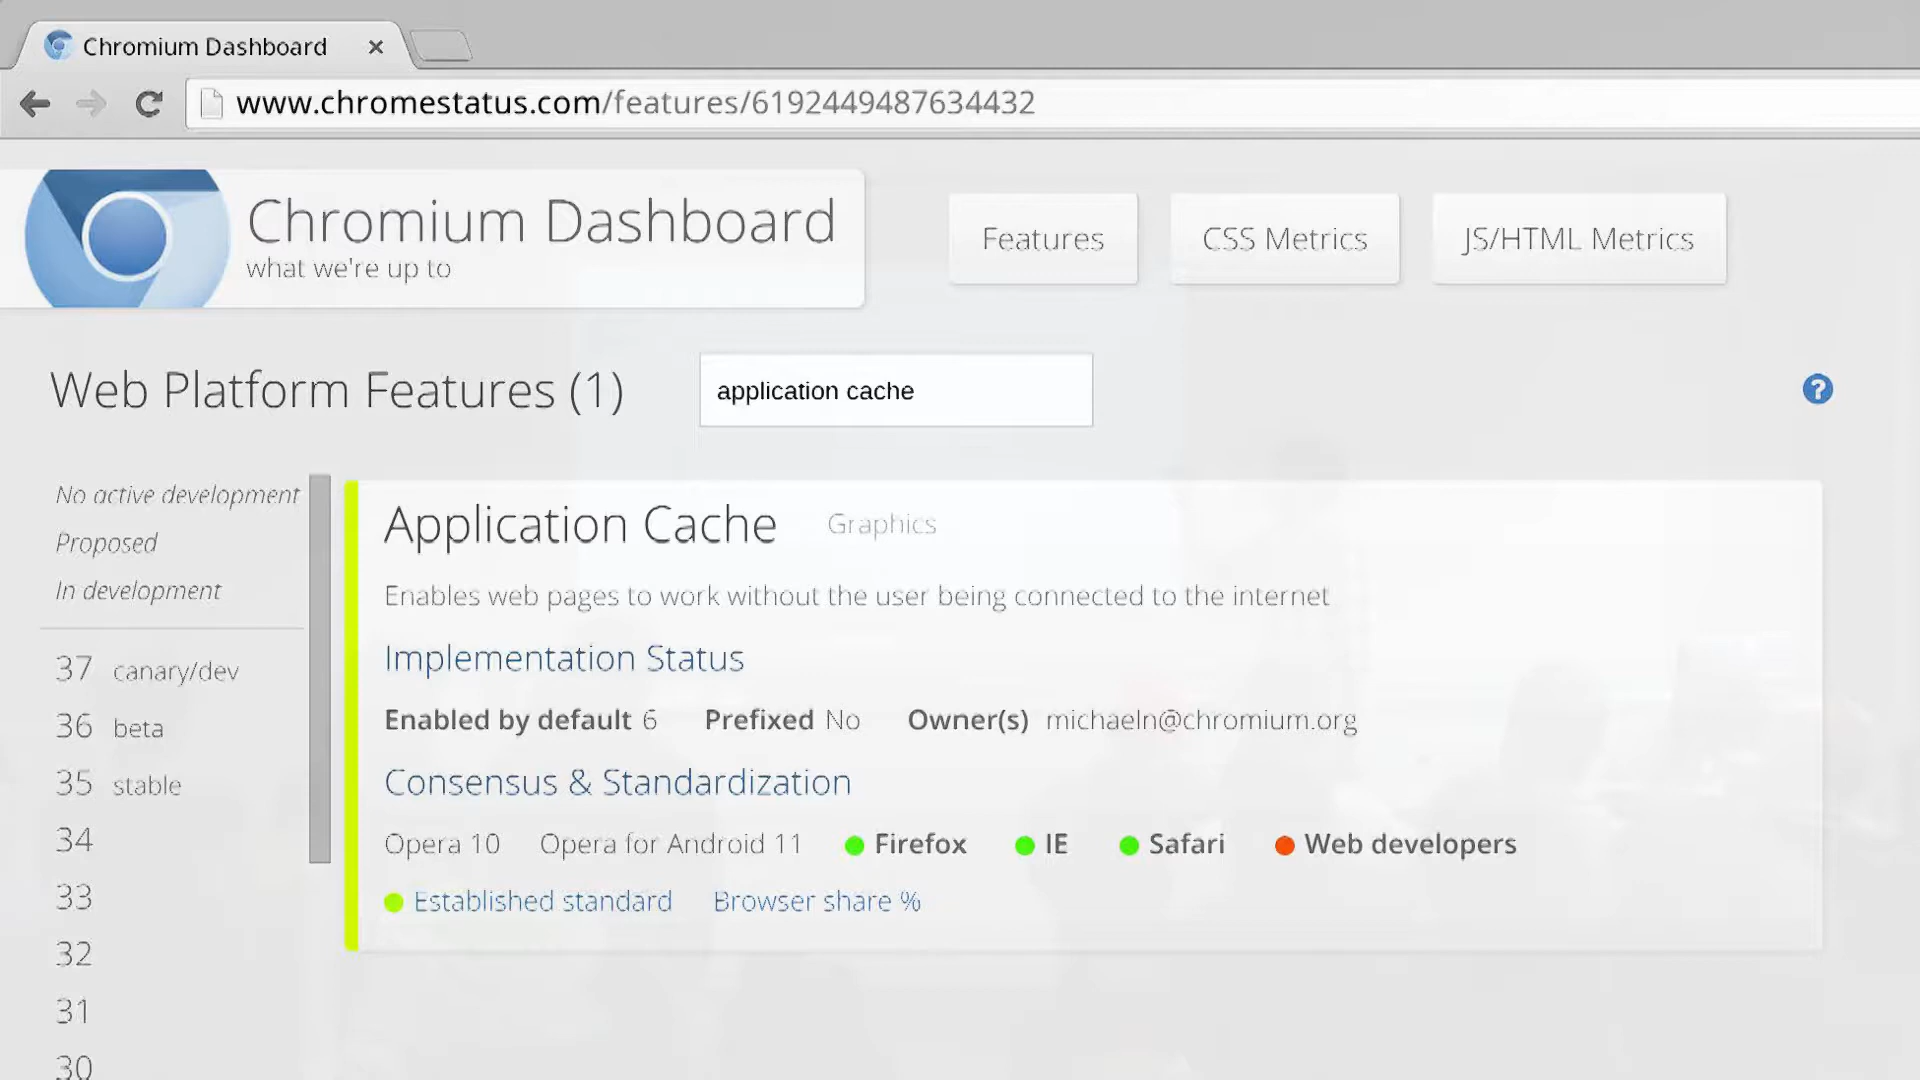 Chromium Dashboard
www.chromestatus.com/features/6192449487634432
Chromium Dashboard
what we're up to
Features
CSS Metrics
JS/HTML Metrics
Web Platform Features (1)
application cache
?
No active development
Proposed
In development
37 canary/dev
36 beta
35 stable
34
33
32
31
30
Application Cache Graphics
Enables web pages to work without the user being connected to the internet
Implementation Status
Enabled by default 6 Prefixed No Owner(s) michaeln@chromium.org
Consensus & Standardization
Opera 10 Opera for Android 11 Firefox IE Safari Web developers
Established standard Browser share %